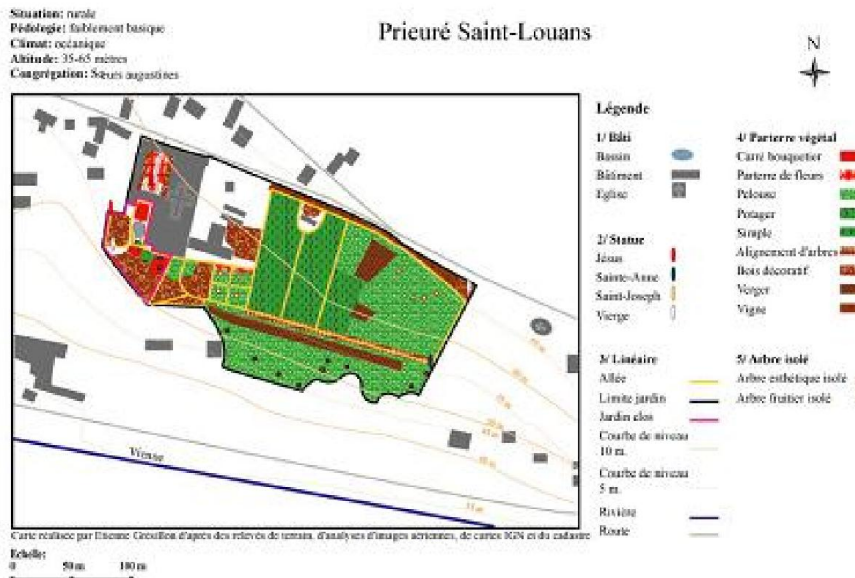 Situation: rurale
Pédologie: faiblement basique
Climat: océanique
Altitude: 35-65 mètres
Congrégation: Sœurs augustines
Prieuré Saint-Louans
N
Légende
1/ Bâti
Bassin
Bâtiment
Eglise
2/ Statue
Jésus
Sainte-Anne
Saint-Joseph
Vierge
3/ Linéaire
Allée
Limite jardin
Jardin clos
Courbe de niveau
10 m.
Courbe de niveau
5 m.
Rivière
Route
4/ Parterre végétal
Carré bouquetier
Parterre de fleurs
Pelouse
Potager
Simple
Alignement d'arbres
Bois décoratif
Verger
Vigne
5/ Arbre isolé
Arbre esthétique isolé
Arbre fruitier isolé
Vienne
Carte réalisée par Etienne Grésillon d'après des relevés de terrain, d'analyses d'images aériennes, de cartes IGN et du cadastre
Echelle:
0 50 m 100 m